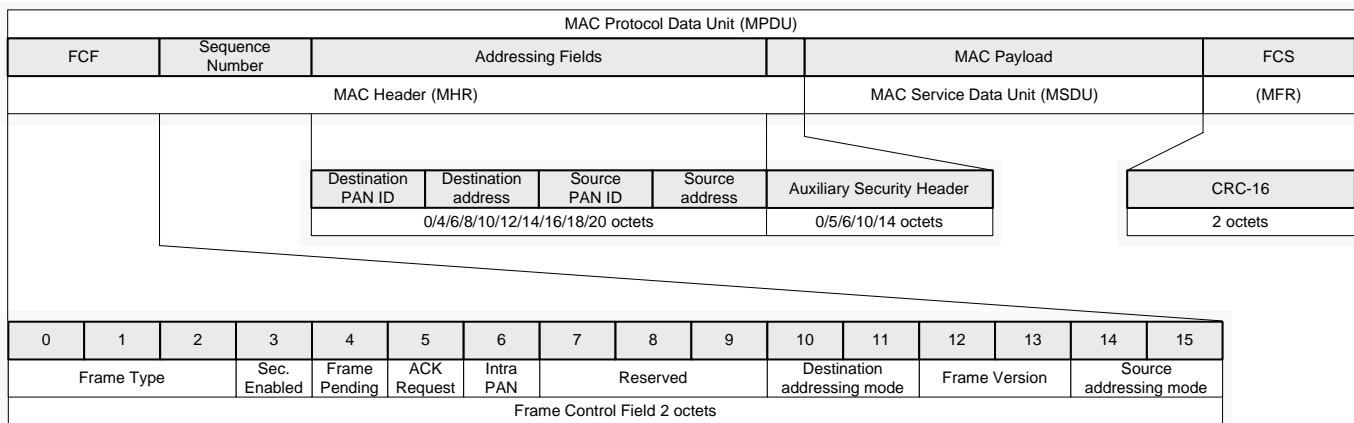 MAC Protocol Data Unit (MPDU)
FCF
Sequence
Number
Addressing Fields
MAC Payload
FCS
MAC Header (MHR)
MAC Service Data Unit (MSDU)
(MFR)
Destination
PAN ID
Destination
address
Source
PAN ID
Source
address
Auxiliary Security Header
CRC-16
0/4/6/8/10/12/14/16/18/20 octets
0/5/6/10/14 octets
2 octets
0 1 2 3 4 5 6 7 8 9 10 11 12 13 14 15
Frame Type
Sec.
Enabled
Frame
Pending
ACK
Request
Intra
PAN
Reserved
Destination
addressing mode
Frame Version
Source
addressing mode
Frame Control Field 2 octets